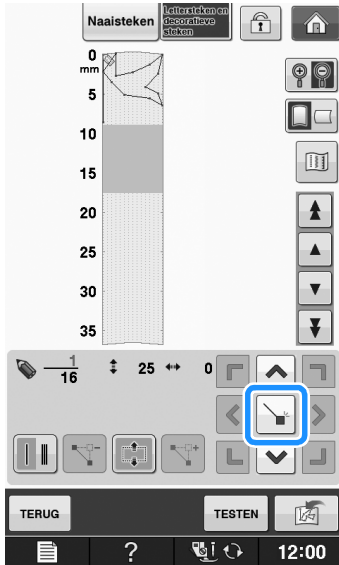 Naaisteken
Lettersteken en
decoratieve
steken
0
mm
5
10
15
20
25
30
35
1
16
25
0
TERUG
TESTEN
?
12:00